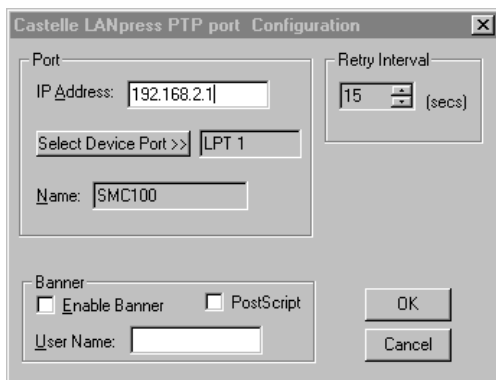 Castelle LANpress PTP port Configuration
Port
IP Address: 192.168.2.1
Select Device Port >> LPT 1
Name: SMC100
Retry Interval
15 (secs)
Banner
Enable Banner PostScript
User Name:
OK
Cancel